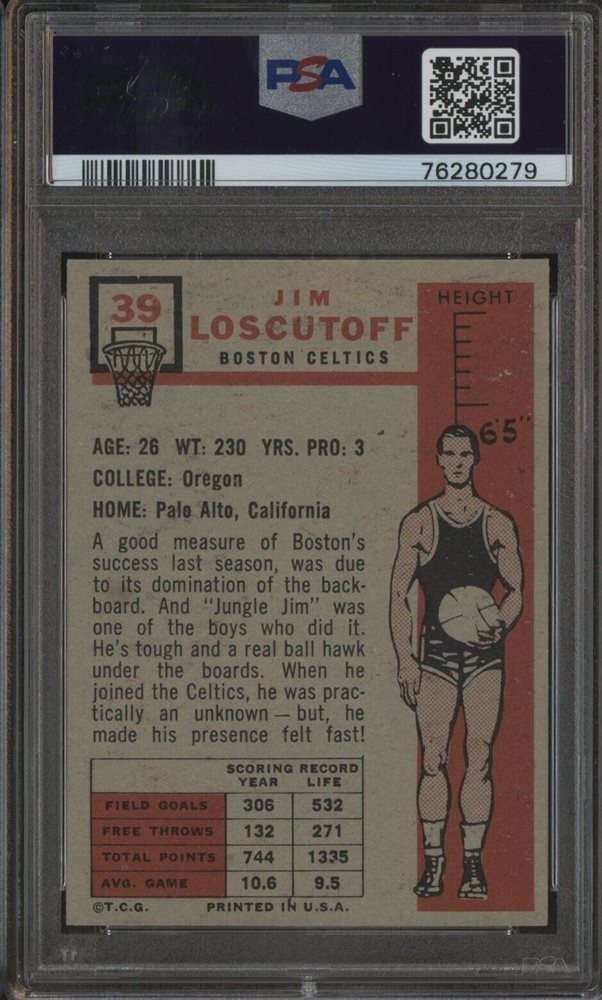 PSA
76280279
39
JIM
LOSCUTOFF
BOSTON CELTICS
HEIGHT
6'5"
AGE: 26 WT: 230 YRS. PRO: 3
COLLEGE: Oregon
HOME: Palo Alto, California
A good measure of Boston's
success last season, was due
to its domination of the back-
board. And "Jungle Jim" was
one of the boys who did it.
He's tough and a real ball hawk
under the boards. When he
joined the Celtics, he was prac-
tically an unknown — but, he
made his presence felt fast!
SCORING RECORD
YEAR LIFE
FIELD GOALS 306 532
FREE THROWS 132 271
TOTAL POINTS 744 1335
AVG. GAME 10.6 9.5
©T.C.G. PRINTED IN U.S.A.
PSA